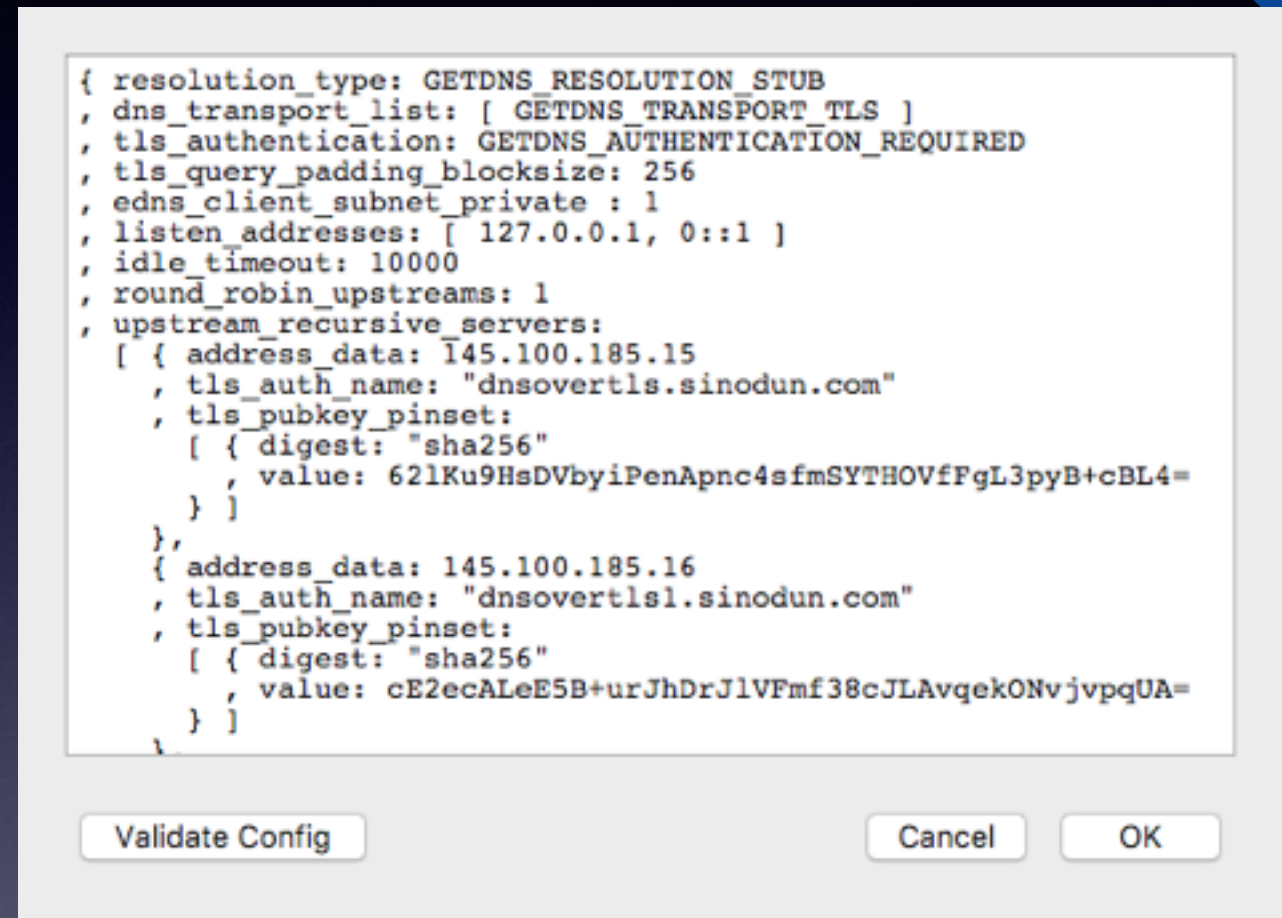 { resolution_type: GETDNS_RESOLUTION_STUB
, dns_transport_list: [ GETDNS_TRANSPORT_TLS ]
, tls_authentication: GETDNS_AUTHENTICATION_REQUIRED
, tls_query_padding_blocksize: 256
, edns_client_subnet_private : 1
, listen_addresses: [ 127.0.0.1, 0::1 ]
, idle_timeout: 10000
, round_robin_upstreams: 1
, upstream_recursive_servers:
[ { address_data: 145.100.185.15
, tls_auth_name: "dnsovertls.sinodun.com"
, tls_pubkey_pinset:
[ { digest: "sha256"
, value: 62lKu9HsDVbyiPenApnc4sfmSYTHOVfFgL3pyB+cBL4=
} ]
},
{ address_data: 145.100.185.16
, tls_auth_name: "dnsovertls1.sinodun.com"
, tls_pubkey_pinset:
[ { digest: "sha256"
, value: cE2ecALeE5B+urJhDrJlVFmf38cJLAvqekONvjvpqUA=
} ]
},
Validate Config
Cancel
OK